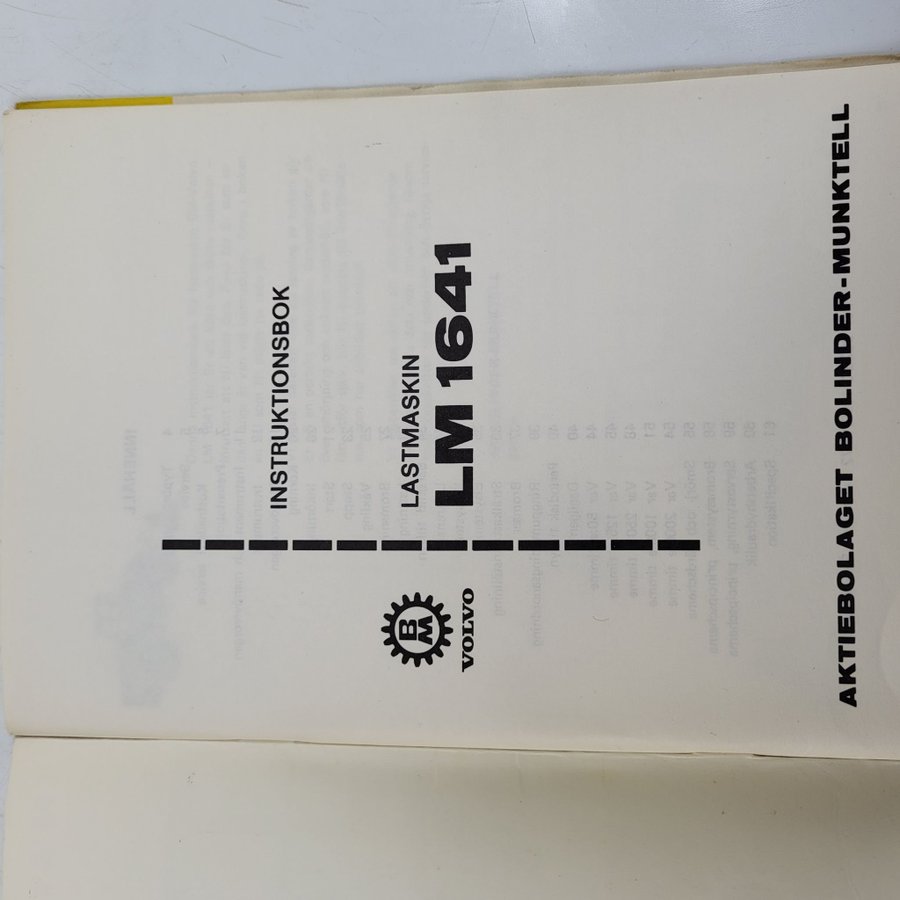 INSTRUKTIONSBOK
BM
VOLVO
LASTMASKIN
LM 1641
AKTIEBOLAGET BOLINDER-MUNKTELL